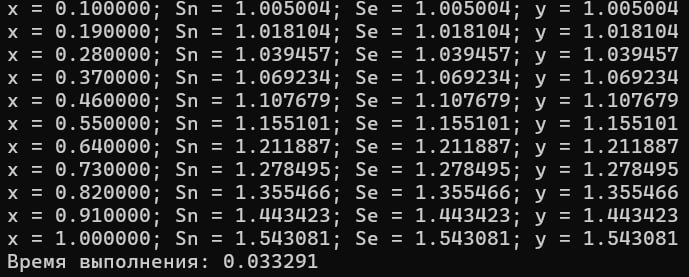 x = 0.100000; Sn = 1.005004; Se = 1.005004; y = 1.005004
x = 0.190000; Sn = 1.018104; Se = 1.018104; y = 1.018104
x = 0.280000; Sn = 1.039457; Se = 1.039457; y = 1.039457
x = 0.370000; Sn = 1.069234; Se = 1.069234; y = 1.069234
x = 0.460000; Sn = 1.107679; Se = 1.107679; y = 1.107679
x = 0.550000; Sn = 1.155101; Se = 1.155101; y = 1.155101
x = 0.640000; Sn = 1.211887; Se = 1.211887; y = 1.211887
x = 0.730000; Sn = 1.278495; Se = 1.278495; y = 1.278495
x = 0.820000; Sn = 1.355466; Se = 1.355466; y = 1.355466
x = 0.910000; Sn = 1.443423; Se = 1.443423; y = 1.443423
x = 1.000000; Sn = 1.543081; Se = 1.543081; y = 1.543081
Время выполнения: 0.033291